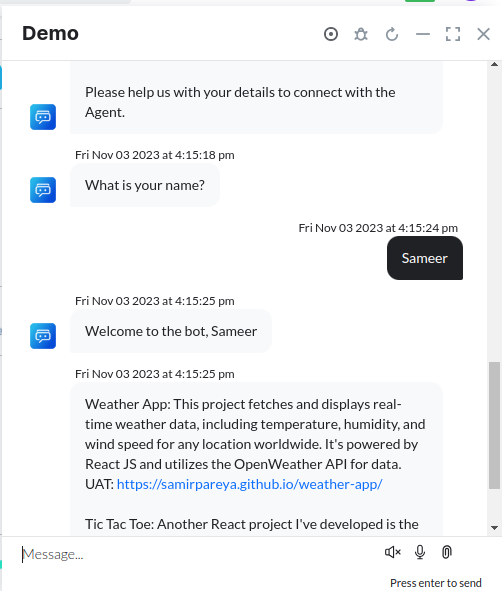 Demo
Please help us with your details to connect with the
Agent.
Fri Nov 03 2023 at 4:15:18 pm
What is your name?
Fri Nov 03 2023 at 4:15:24 pm
Sameer
Fri Nov 03 2023 at 4:15:25 pm
Welcome to the bot, Sameer
Fri Nov 03 2023 at 4:15:25 pm
Weather App: This project fetches and displays real-
time weather data, including temperature, humidity, and
wind speed for any location worldwide. It's powered by
React JS and utilizes the OpenWeather API for data.
UAT: https://samirpareya.github.io/weather-app/
Tic Tac Toe: Another React project I've developed is the
Message...
Press enter to send